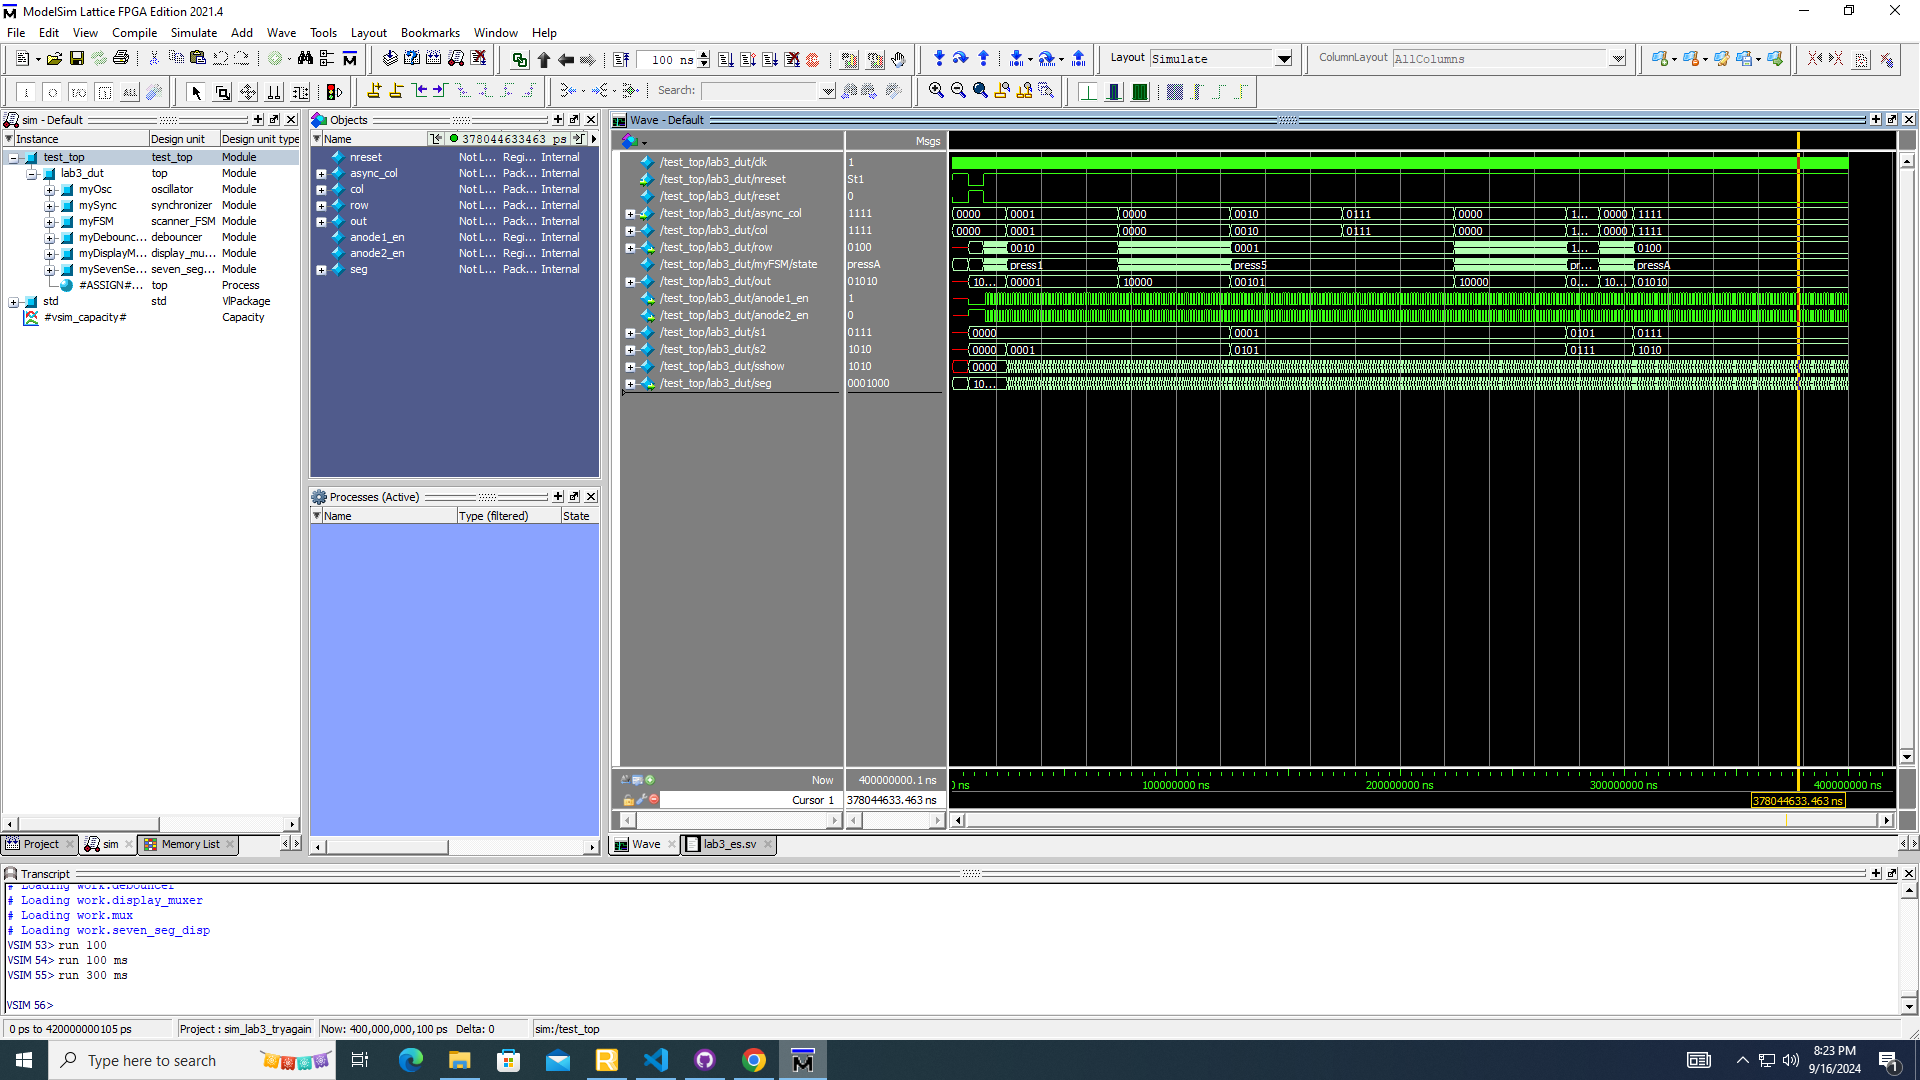 ModelSim Lattice FPGA Edition 2021.4
File Edit View Compile Simulate Add Wave Tools Layout Bookmarks Window Help
100 ns
Layout Simulate
ColumnLayout AllColumns
Search:
sim - Default
Instance Design unit Design unit type
test_top test_top Module
lab3_dut top Module
myOsc oscillator Module
mySync synchronizer Module
myFSM scanner_FSM Module
myDebounc... debouncer Module
myDisplayM... display_mu... Module
mySevenSe... seven_seg... Module
#ASSIGN#... top Process
std std VlPackage
#vsim_capacity# Capacity
Project sim Memory List
Objects
Name 378044633463 ps
nreset Not L... Regi... Internal
async_col Not L... Pack... Internal
col Not L... Pack... Internal
row Not L... Pack... Internal
out Not L... Pack... Internal
anode1_en Not L... Regi... Internal
anode2_en Not L... Regi... Internal
seg Not L... Pack... Internal
Processes (Active)
Name Type (filtered) State
Wave - Default
Msgs
/test_top/lab3_dut/clk 1
/test_top/lab3_dut/nreset St1
/test_top/lab3_dut/reset 0
/test_top/lab3_dut/async_col 1111 0000 0001 0000 0010 0111 0000 1... 0000 1111
/test_top/lab3_dut/col 1111 0000 0001 0000 0010 0111 0000 1... 0000 1111
/test_top/lab3_dut/row 0100 0010 0001 1... 0100
/test_top/lab3_dut/myFSM/state pressA press1 press5 pr... pressA
/test_top/lab3_dut/out 01010 10... 00001 10000 00101 10000 0... 10... 01010
/test_top/lab3_dut/anode1_en 1
/test_top/lab3_dut/anode2_en 0
/test_top/lab3_dut/s1 0111 0000 0001 0101 0111
/test_top/lab3_dut/s2 1010 0000 0001 0101 0111 1010
/test_top/lab3_dut/sshow 1010 0000
/test_top/lab3_dut/seg 0001000 10...
Now 400000000.1 ns 0 ns 100000000 ns 200000000 ns 300000000 ns 400000000 ns
Cursor 1 378044633.463 ns 378044633.463 ns
Wave lab3_es.sv
Transcript
# Loading work.debouncer
# Loading work.display_muxer
# Loading work.mux
# Loading work.seven_seg_disp
VSIM 53> run 100
VSIM 54> run 100 ms
VSIM 55> run 300 ms
VSIM 56>
0 ps to 420000000105 ps Project : sim_lab3_tryagain Now: 400,000,000,100 ps Delta: 0 sim:/test_top
Type here to search
8:23 PM
9/16/2024
1